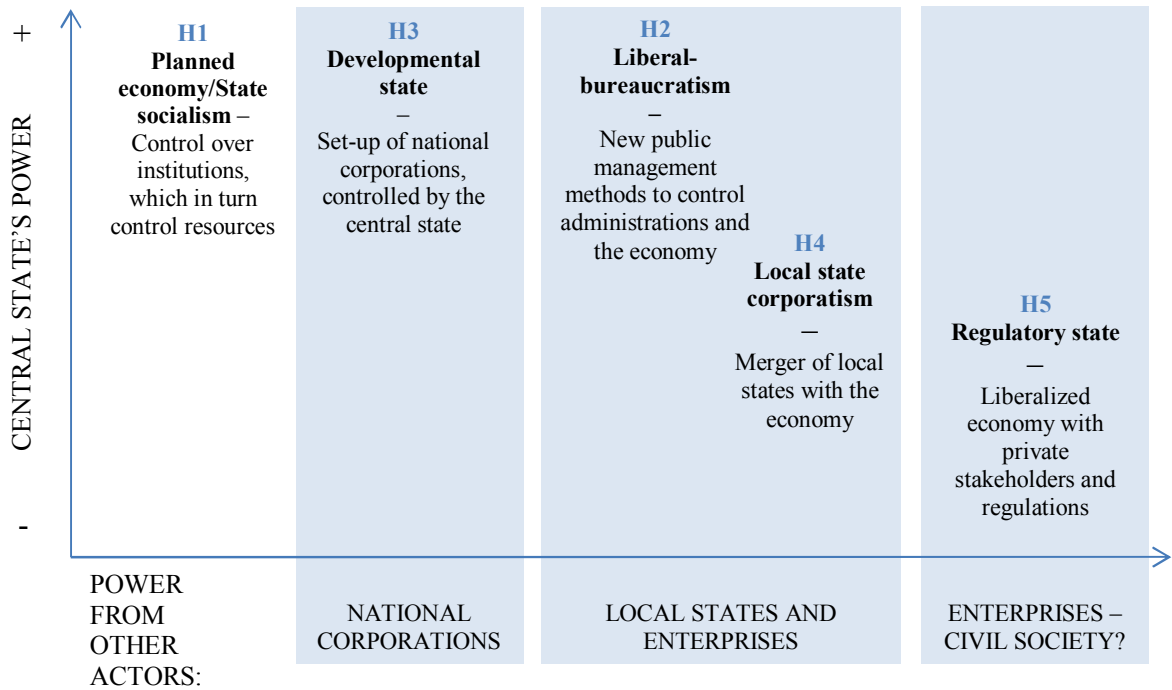 +
CENTRAL STATE'S POWER
-
H1
Planned
economy/State
socialism –
Control over
institutions,
which in turn
control resources
H3
Developmental
state
–
Set-up of national
corporations,
controlled by the
central state
H2
Liberal-
bureaucratism
–
New public
management
methods to control
administrations and
the economy
H4
Local state
corporatism
–
Merger of local
states with the
economy
H5
Regulatory state
–
Liberalized
economy with
private
stakeholders and
regulations
POWER
FROM
OTHER
ACTORS:
NATIONAL
CORPORATIONS
LOCAL STATES AND
ENTERPRISES
ENTERPRISES –
CIVIL SOCIETY?